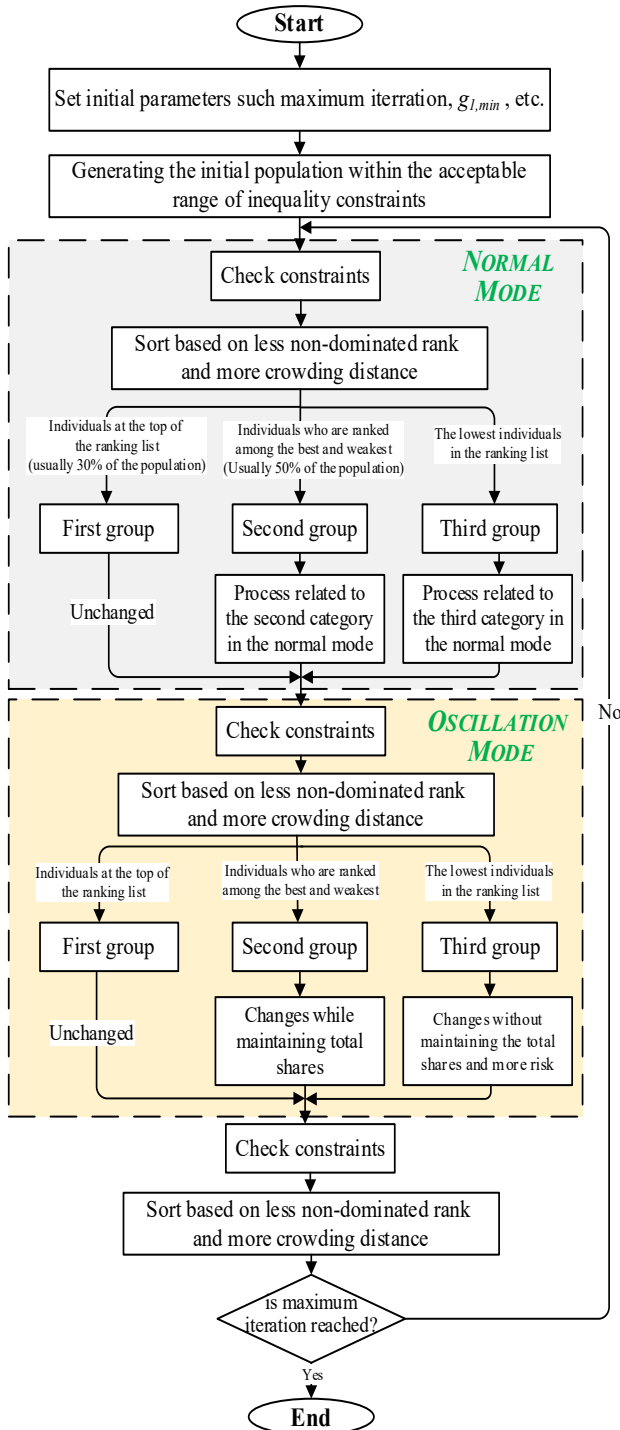 Start
Set initial parameters such maximum iterration, g1,min , etc.
Generating the initial population within the acceptable
range of inequality constraints
NORMAL
MODE
Check constraints
Sort based on less non-dominated rank
and more crowding distance
Individuals at the top of
the ranking list
(usually 30% of the population)
Individuals who are ranked
among the best and weakest
(Usually 50% of the population)
The lowest individuals
in the ranking list
First group
Second group
Third group
Unchanged
Process related to
the second category
in the normal mode
Process related to
the third category in
the normal mode
No
OSCILLATION
MODE
Check constraints
Sort based on less non-dominated rank
and more crowding distance
Individuals at the top of
the ranking list
Individuals who are ranked
among the best and weakest
The lowest individuals
in the ranking list
First group
Second group
Third group
Unchanged
Changes while
maintaining total
shares
Changes without
maintaining the total
shares and more risk
Check constraints
Sort based on less non-dominated rank
and more crowding distance
is maximum
iteration reached?
Yes
End